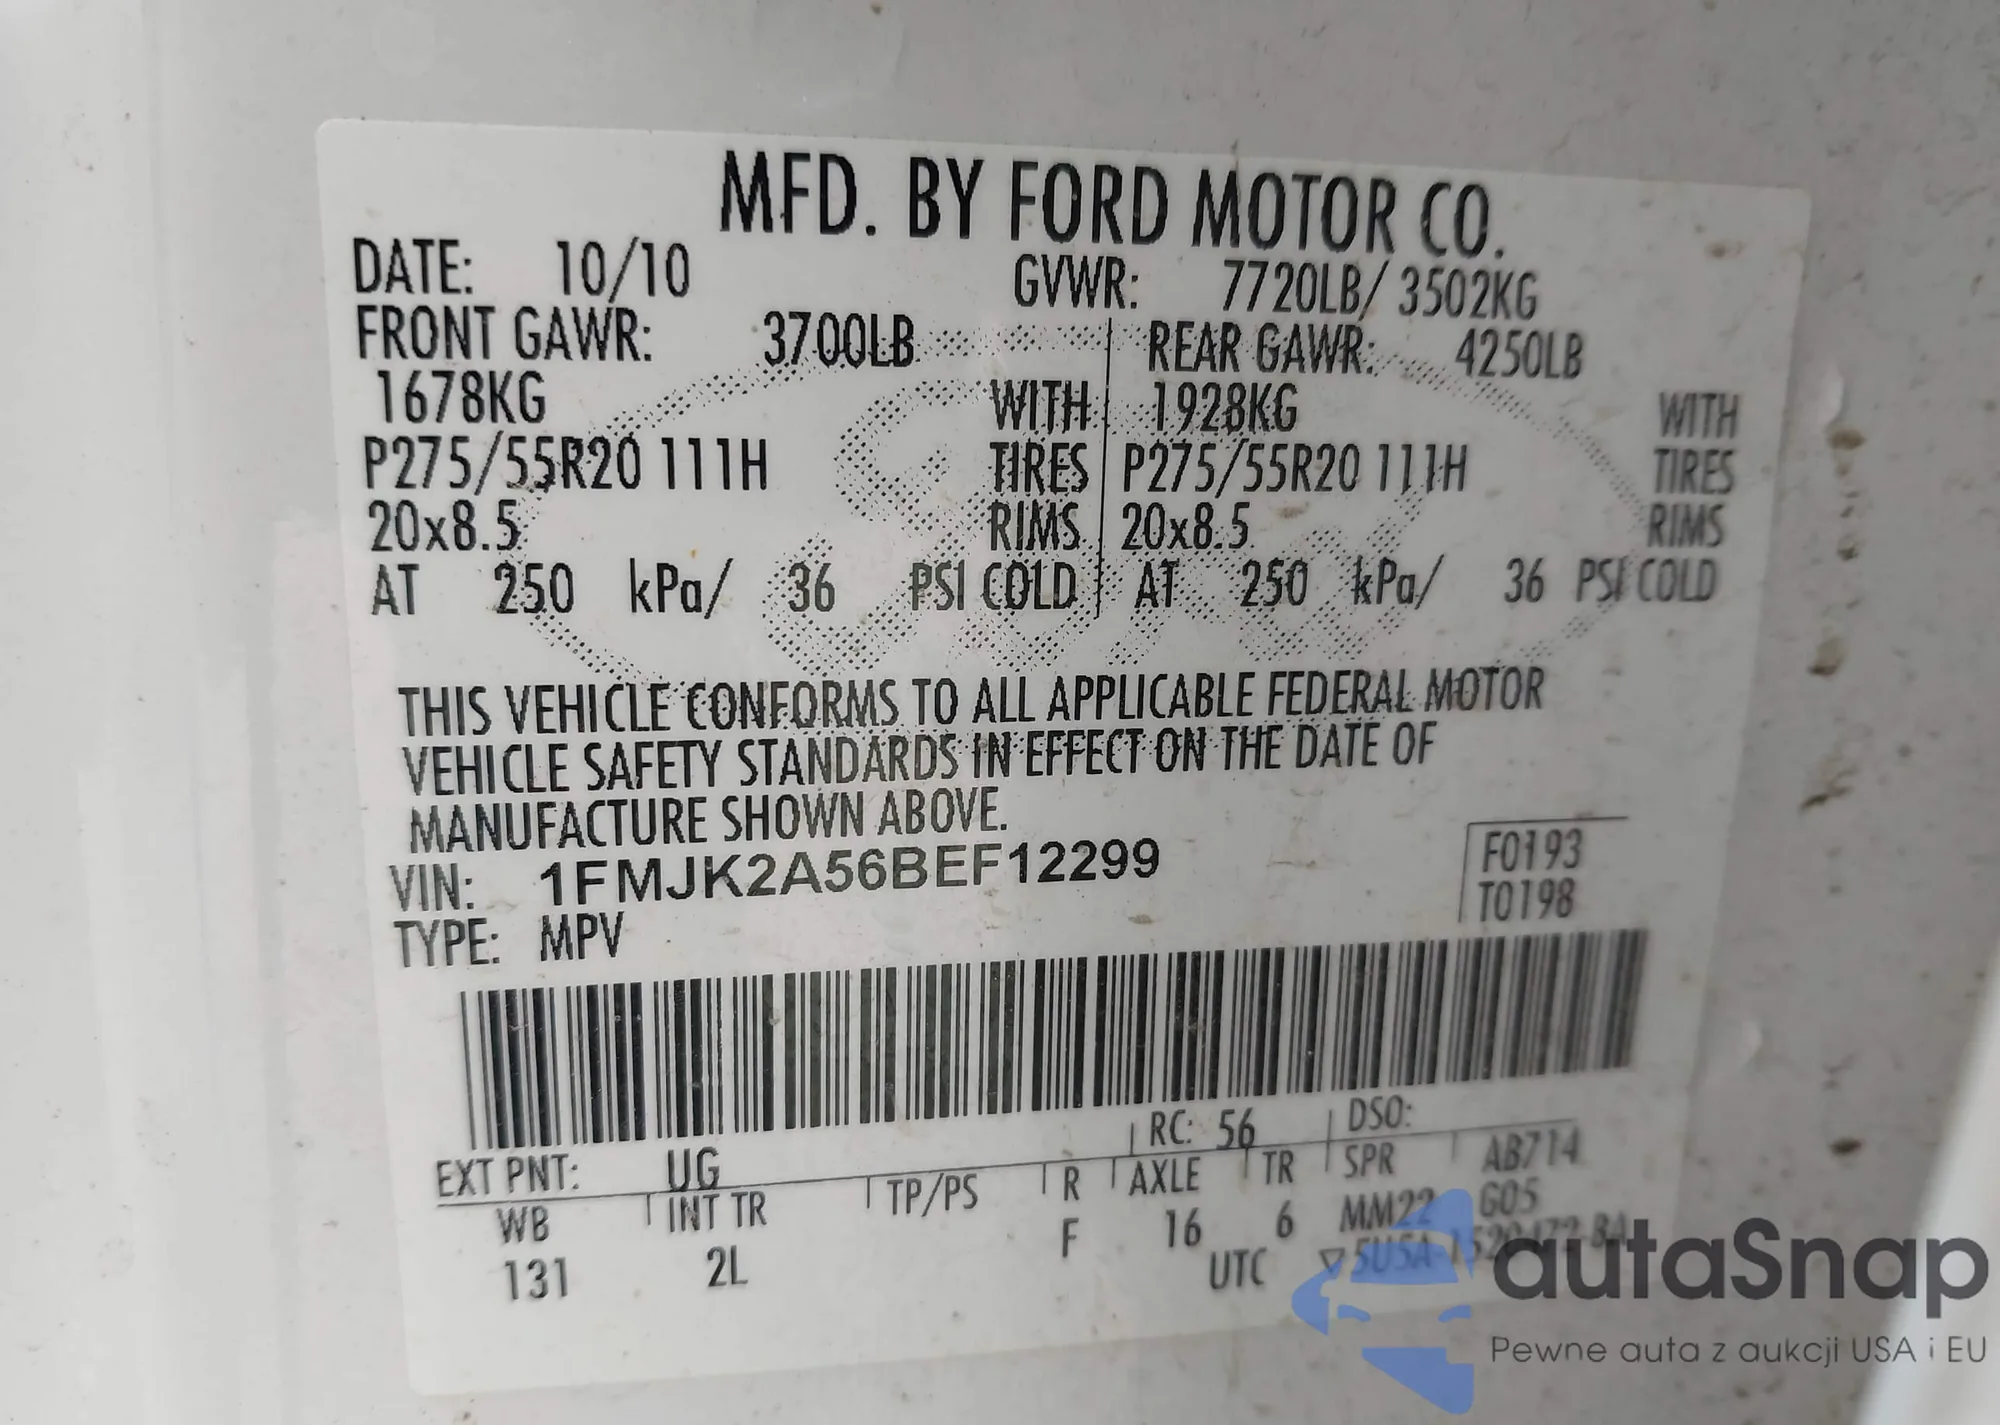 MFD. BY FORD MOTOR CO.
DATE: 10/10 GVWR: 7720LB/ 3502KG
FRONT GAWR: 3700LB REAR GAWR: 4250LB
1678KG WITH 1928KG WITH
P275/55R20 111H TIRES P275/55R20 111H TIRES
20x8.5 RIMS 20x8.5 RIMS
AT 250 kPa/ 36 PSI COLD AT 250 kPa/ 36 PSI COLD
THIS VEHICLE CONFORMS TO ALL APPLICABLE FEDERAL MOTOR
VEHICLE SAFETY STANDARDS IN EFFECT ON THE DATE OF
MANUFACTURE SHOWN ABOVE.
VIN: 1FMJK2A56BEF12299
F0193
T0198
TYPE: MPV
EXT PNT: UG RC: 56 DSO:
WB INT TR TP/PS R AXLE TR SPR AB714
131 2L F 16 6 MM22 G05
UTC
autaSnap
Pewne auta z aukcji USA i EU